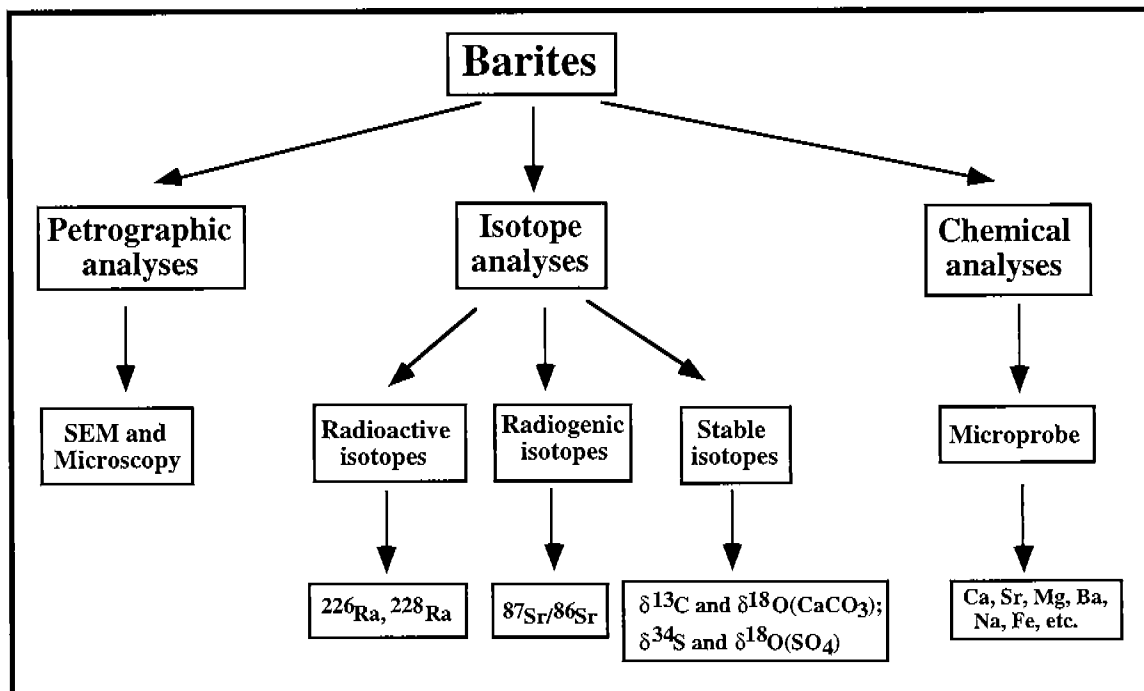 Barites
Petrographic
analyses
Isotope
analyses
Chemical
analyses
SEM and
Microscopy
Radioactive
isotopes
Radiogenic
isotopes
Stable
isotopes
Microprobe
²²⁶Ra, ²²⁸Ra
⁸⁷Sr/⁸⁶Sr
δ¹³C and δ¹⁸O(CaCO₃);
δ³⁴S and δ¹⁸O(SO₄)
Ca, Sr, Mg, Ba,
Na, Fe, etc.